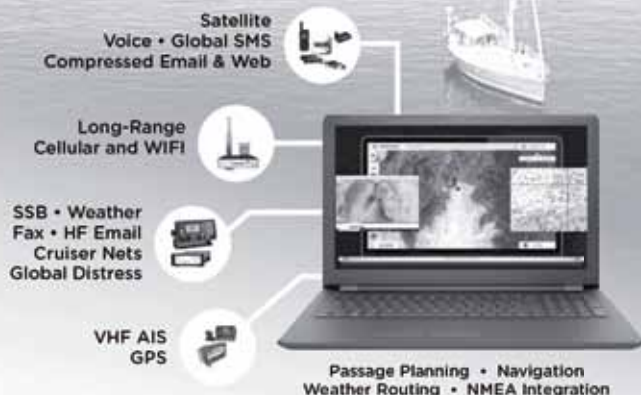 Satellite
Voice • Global SMS
Compressed Email & Web
Long-Range
Cellular and WIFI
SSB • Weather
Fax • HF Email
Cruiser Nets
Global Distress
VHF AIS
GPS
Passage Planning • Navigation
Weather Routing • NMEA Integration